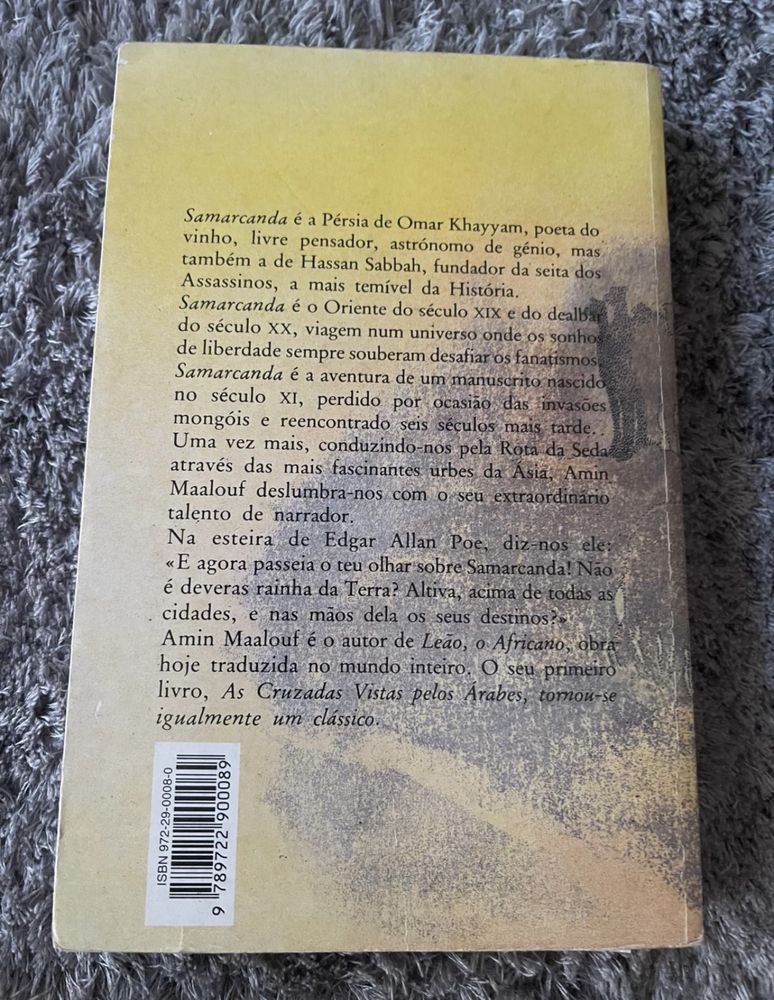 Samarcanda é a Pérsia de Omar Khayyam, poeta do
vinho, livre pensador, astrónomo de génio, mas
também a de Hassan Sabbah, fundador da seita dos
Assassinos, a mais temível da História.
Samarcanda é o Oriente do século XIX e do dealbar
do século XX, viagem num universo onde os sonhos
de liberdade sempre souberam desafiar os fanatismos.
Samarcanda é a aventura de um manuscrito nascido
no século XI, perdido por ocasião das invasões
mongóis e reencontrado seis séculos mais tarde.
Uma vez mais, conduzindo-nos pela Rota da Seda
através das mais fascinantes urbes da Ásia, Amin
Maalouf deslumbra-nos com o seu extraordinário
talento de narrador.
Na esteira de Edgar Allan Poe, diz-nos ele:
«E agora passeia o teu olhar sobre Samarcanda! Não
é deveras rainha da Terra? Altiva, acima de todas as
cidades, e nas mãos dela os seus destinos?»
Amin Maalouf é o autor de Leão, o Africano, obra
hoje traduzida no mundo inteiro. O seu primeiro
livro, As Cruzadas Vistas pelos Árabes, tornou-se
igualmente um clássico.
ISBN 972-29-0008-0
9 789722 900089